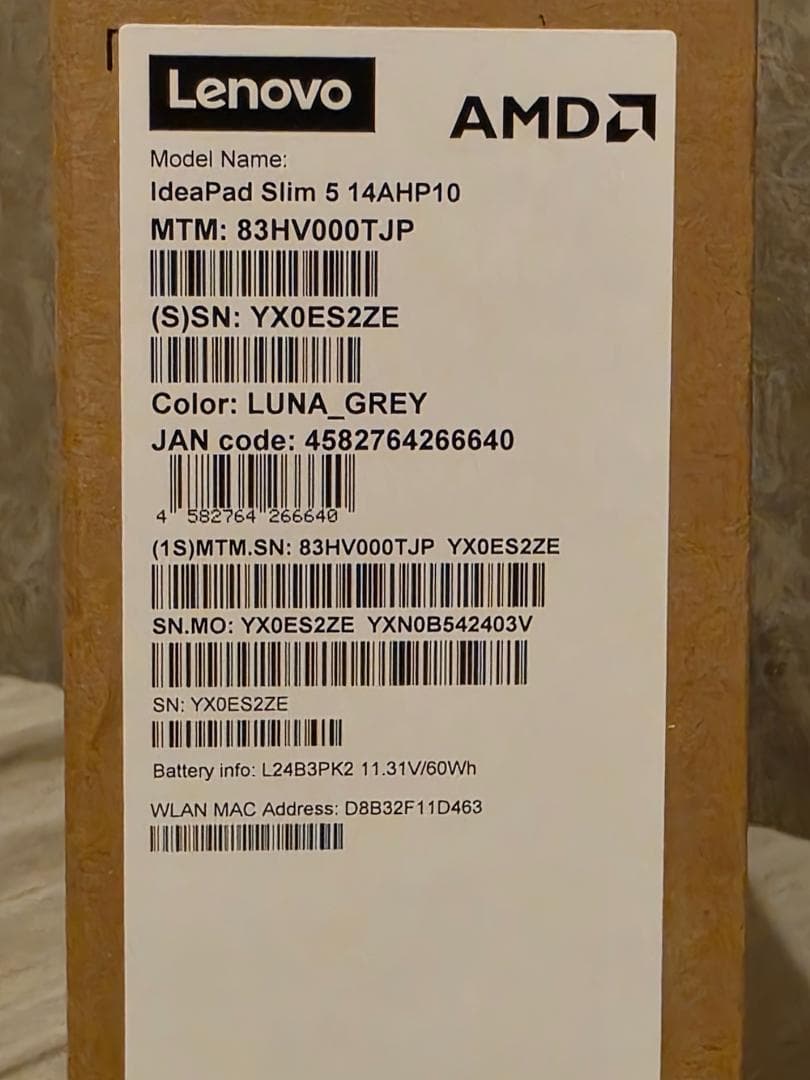 Lenovo
AMD
Model Name:
IdeaPad Slim 5 14AHP10
MTM: 83HV000TJP
(S)SN: YX0ES2ZE
Color: LUNA_GREY
JAN code: 4582764266640
4 582764 266640
(1S)MTM.SN: 83HV000TJP YX0ES2ZE
SN.MO: YX0ES2ZE YXN0B542403V
SN: YX0ES2ZE
Battery info: L24B3PK2 11.31V/60Wh
WLAN MAC Address: D8B32F11D463